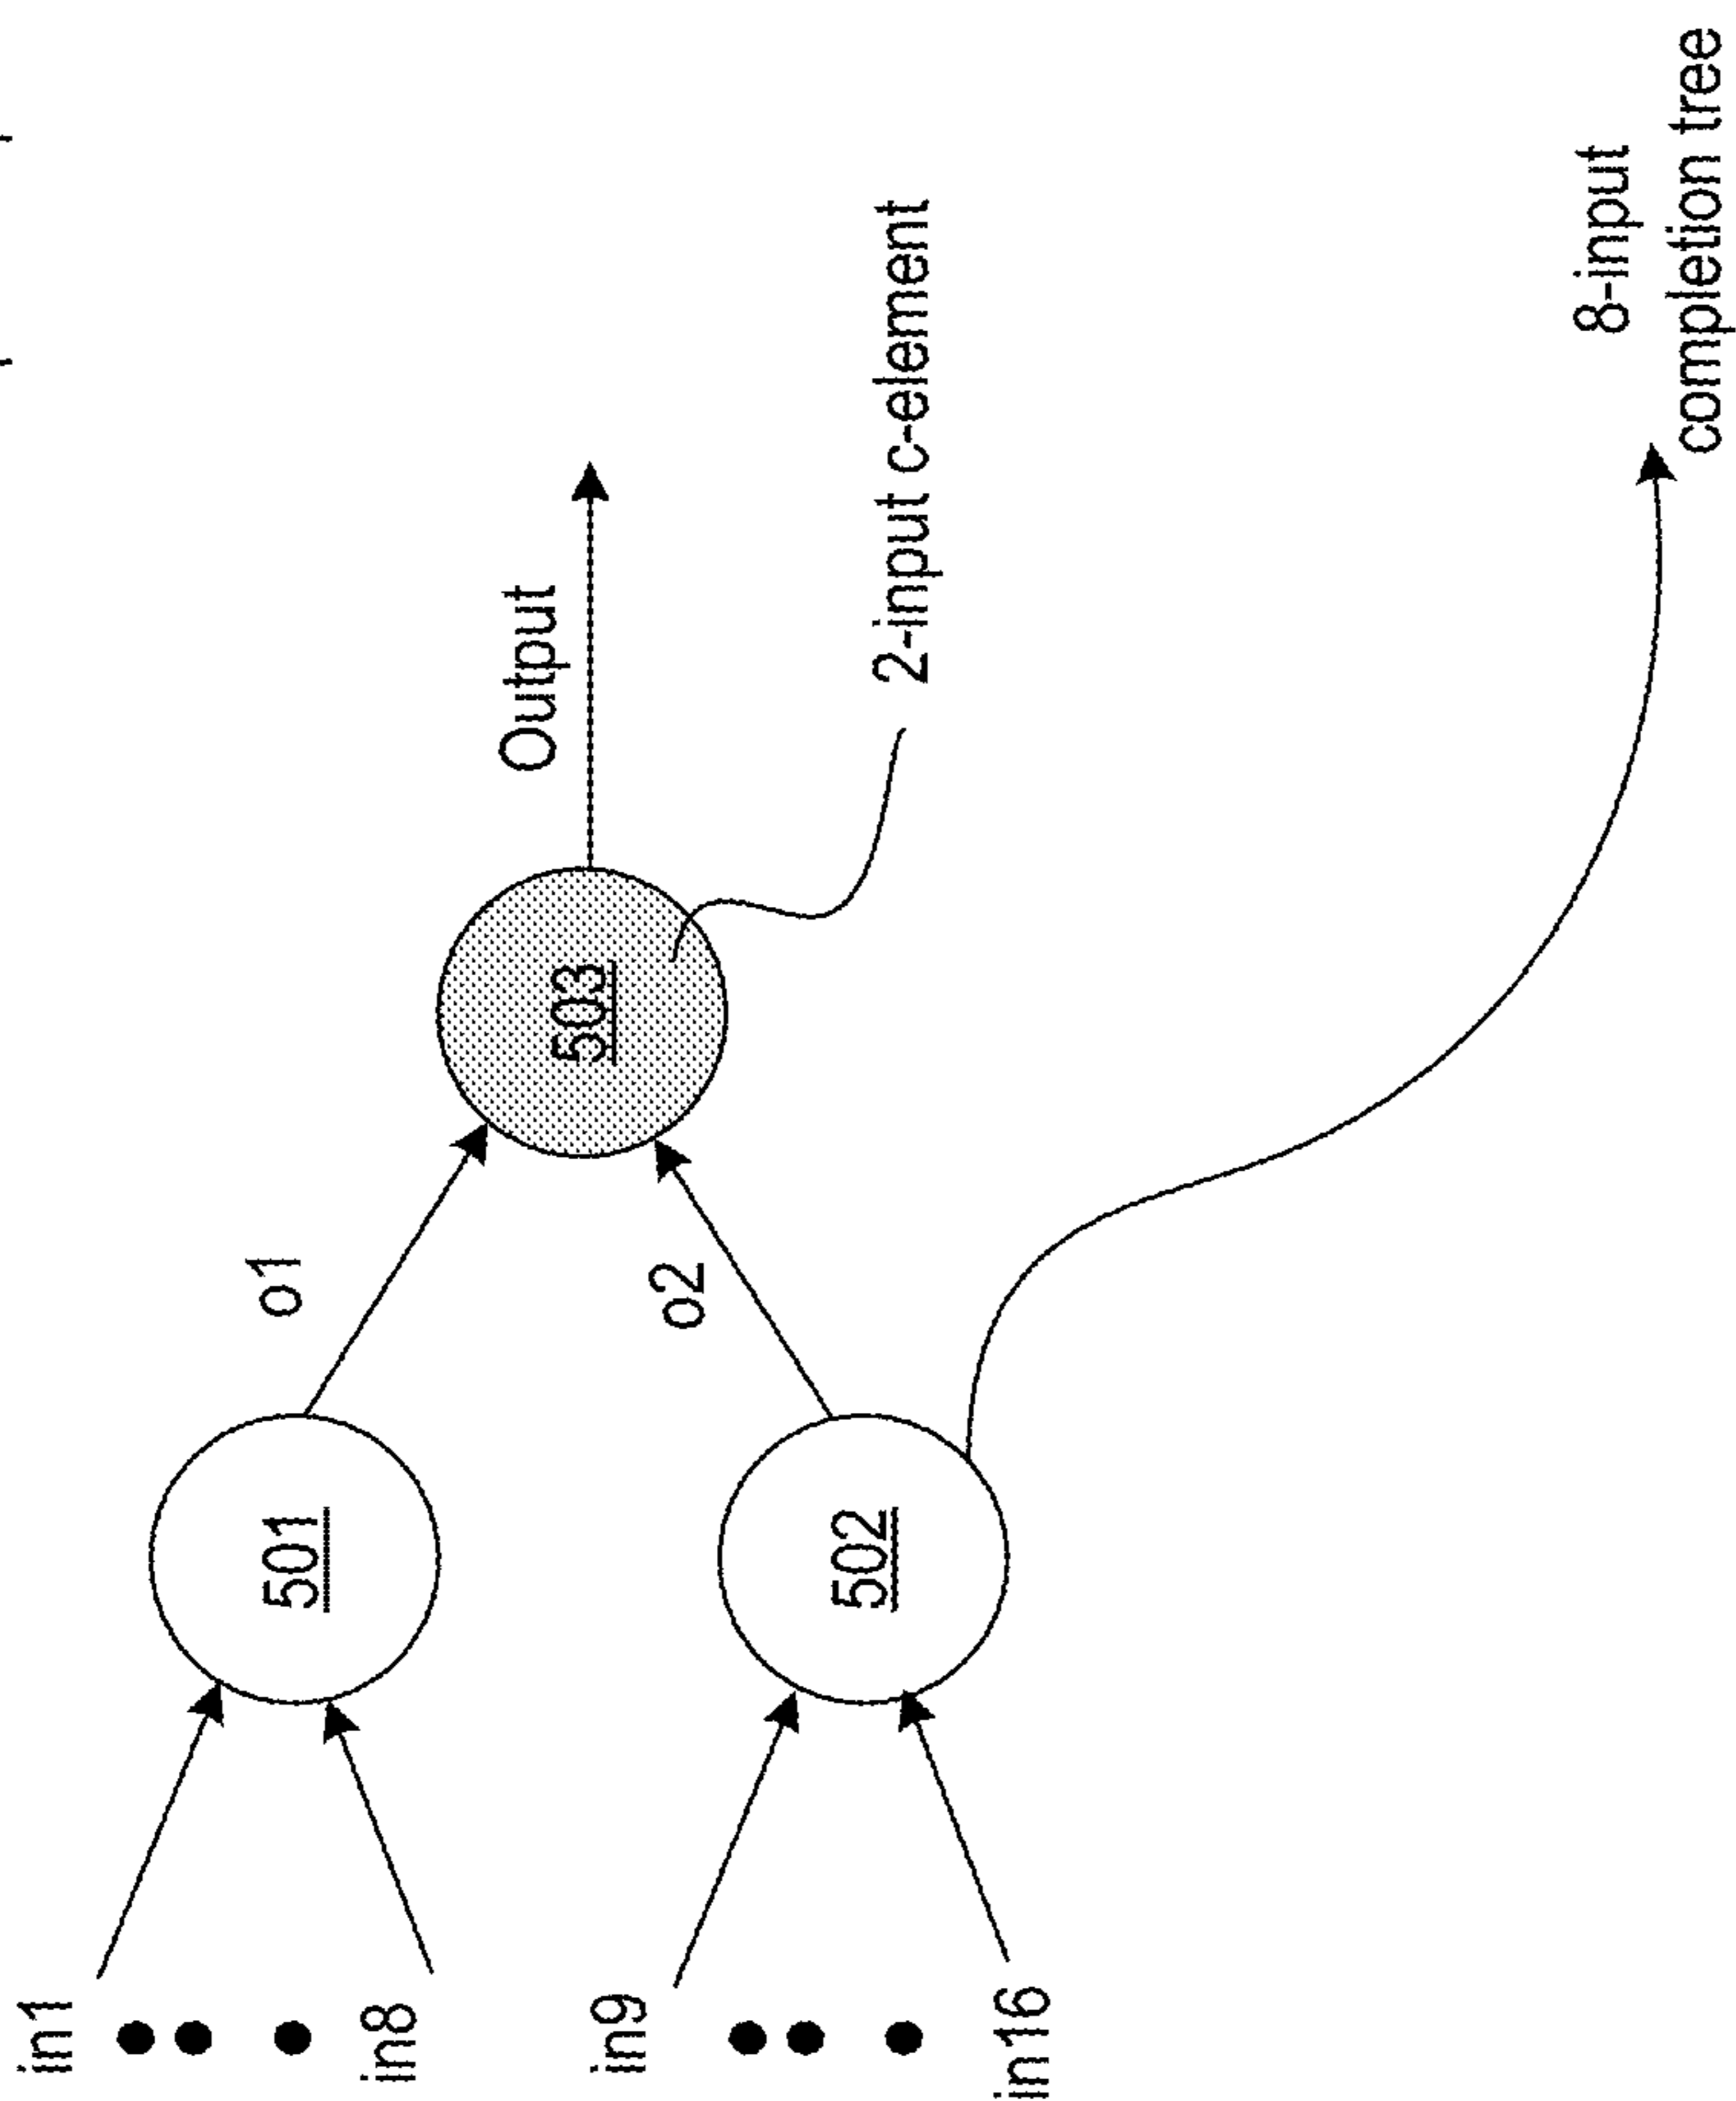 in1
in8
in9
in16
501
502
o1
o2
503
Output
2-input c-element
8-input
completion tree